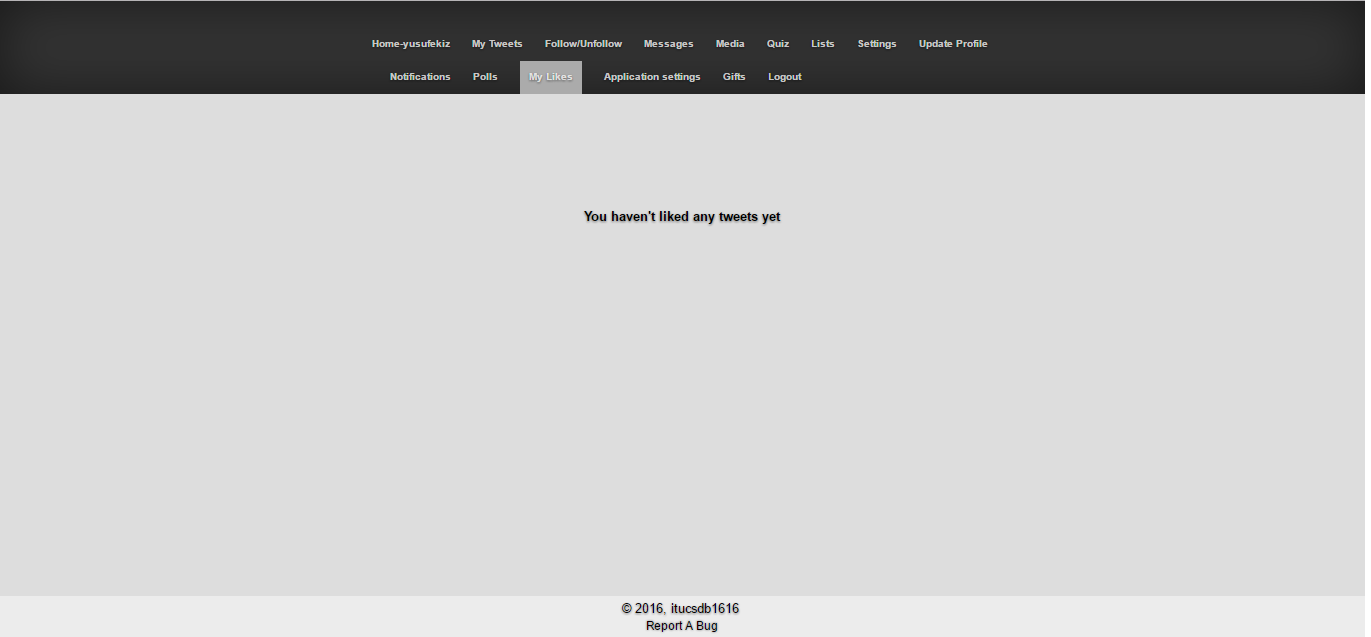 Home-yusufekiz My Tweets Follow/Unfollow Messages Media Quiz Lists Settings Update Profile
Notifications Polls My Likes Application settings Gifts Logout
You haven't liked any tweets yet
© 2016, itucsdb1616
Report A Bug